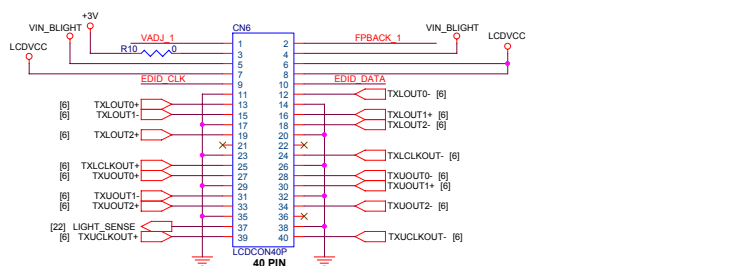 +3V
VIN_BLIGHT
LCDVCC
VADJ_1
R10 0
EDID_CLK
CN6
FPBACK_1
VIN_BLIGHT
LCDVCC
EDID_DATA
1 2
3 4
5 6
7 8
9 10
11 12 TXLOUT0- [6]
[6] TXLOUT0+ 13 14
[6] TXLOUT1- 15 16 TXLOUT1+ [6]
17 18 TXLOUT2- [6]
[6] TXLOUT2+ 19 20
21 22
23 24 TXLCLKOUT- [6]
[6] TXLCKOUT+ 25 26
[6] TXUOUT0+ 27 28 TXUOUT0- [6]
29 30 TXUOUT1+ [6]
[6] TXUOUT1- 31 32
[6] TXUOUT2+ 33 34 TXUOUT2- [6]
35 36
[22] LIGHT_SENSE 37 38
[6] TXUCLKOUT+ 39 40 TXUCLKOUT- [6]
LCDCON40P
40 PIN